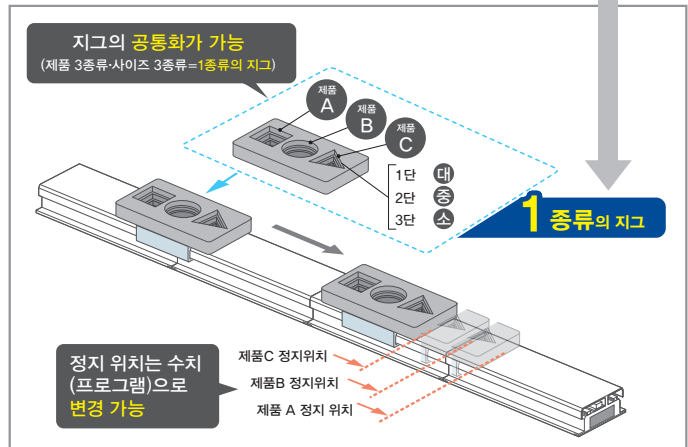 지그의 공통화가 가능
(제품 3종류·사이즈 3종류=1종류의 지그)
제품
A
제품
B
제품
C
1단 대
2단 중
3단 소
1 종류의 지그
정지 위치는 수치
(프로그램)으로
변경 가능
제품C 정지위치
제품B 정지위치
제품 A 정지 위치